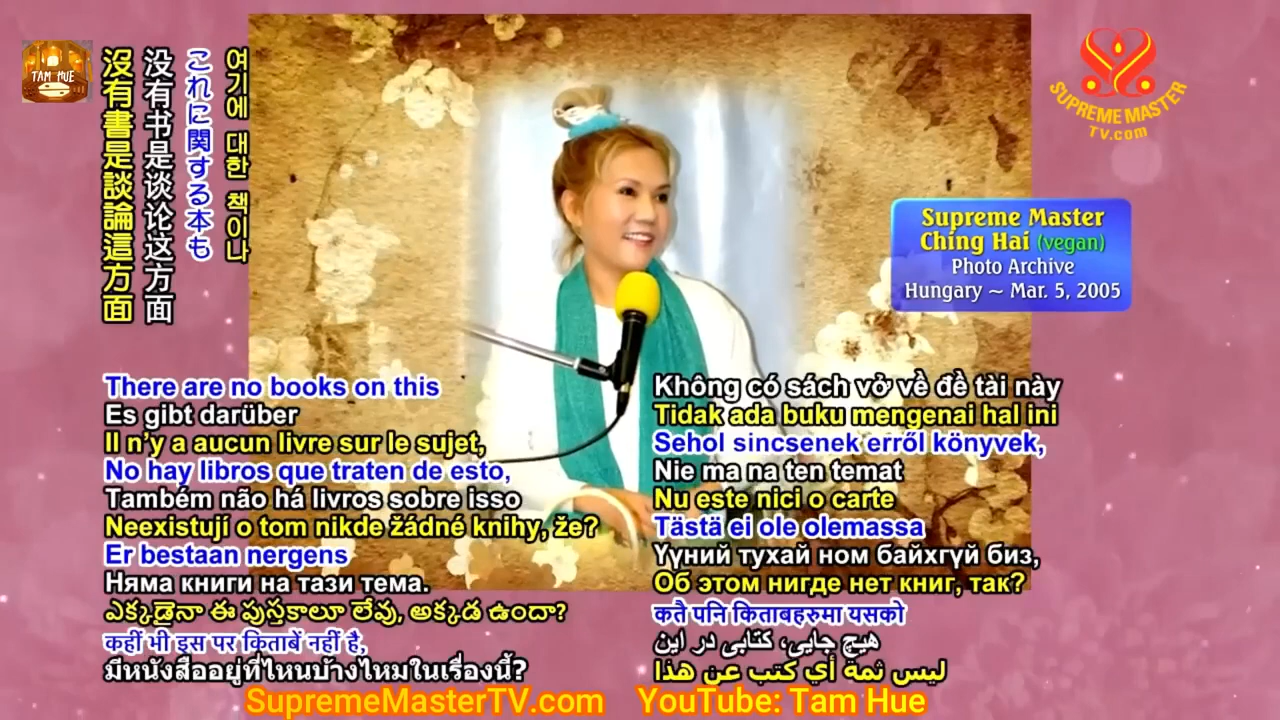 TAM HUE
沒有書是談論這方面
没有书是谈论这方面
これに関する本も
여기에 대한 책이나
SUPREME MASTER
TV.com
Supreme Master
Ching Hai (vegan)
Photo Archive
Hungary ~ Mar. 5, 2005
There are no books on this
Es gibt darüber
Il n’y a aucun livre sur le sujet,
No hay libros que traten de esto,
Também não há livros sobre isso
Neexistují o tom nikde žádné knihy, že?
Er bestaan nergens
Няма книги на тази тема.
ఎక్కడైనా ఈ పుస్తకాలూ లేవు, అక్కడ ఉందా?
कहीं भी इस पर किताबें नहीं है,
มีหนังสืออยู่ที่ไหนบ้างไหมในเรื่องนี้?
Không có sách vở về đề tài này
Tidak ada buku mengenai hal ini
Sehol sincsenek erről könyvek,
Nie ma na ten temat
Nu este nici o carte
Tästä ei ole olemassa
Үүний тухай ном байхгүй биз,
Об этом нигде нет книг, так?
कतै पनि किताबहरुमा यसको
هیچ جایی، کتابی در این
ليس ثمة أي كتب عن هذا
SupremeMasterTV.com
YouTube: Tam Hue